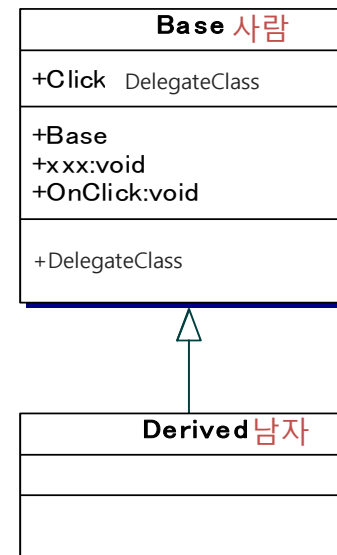 Base 사람
+Click DelegateClass
+Base
+xxx:void
+OnClick:void
+DelegateClass
Derived남자